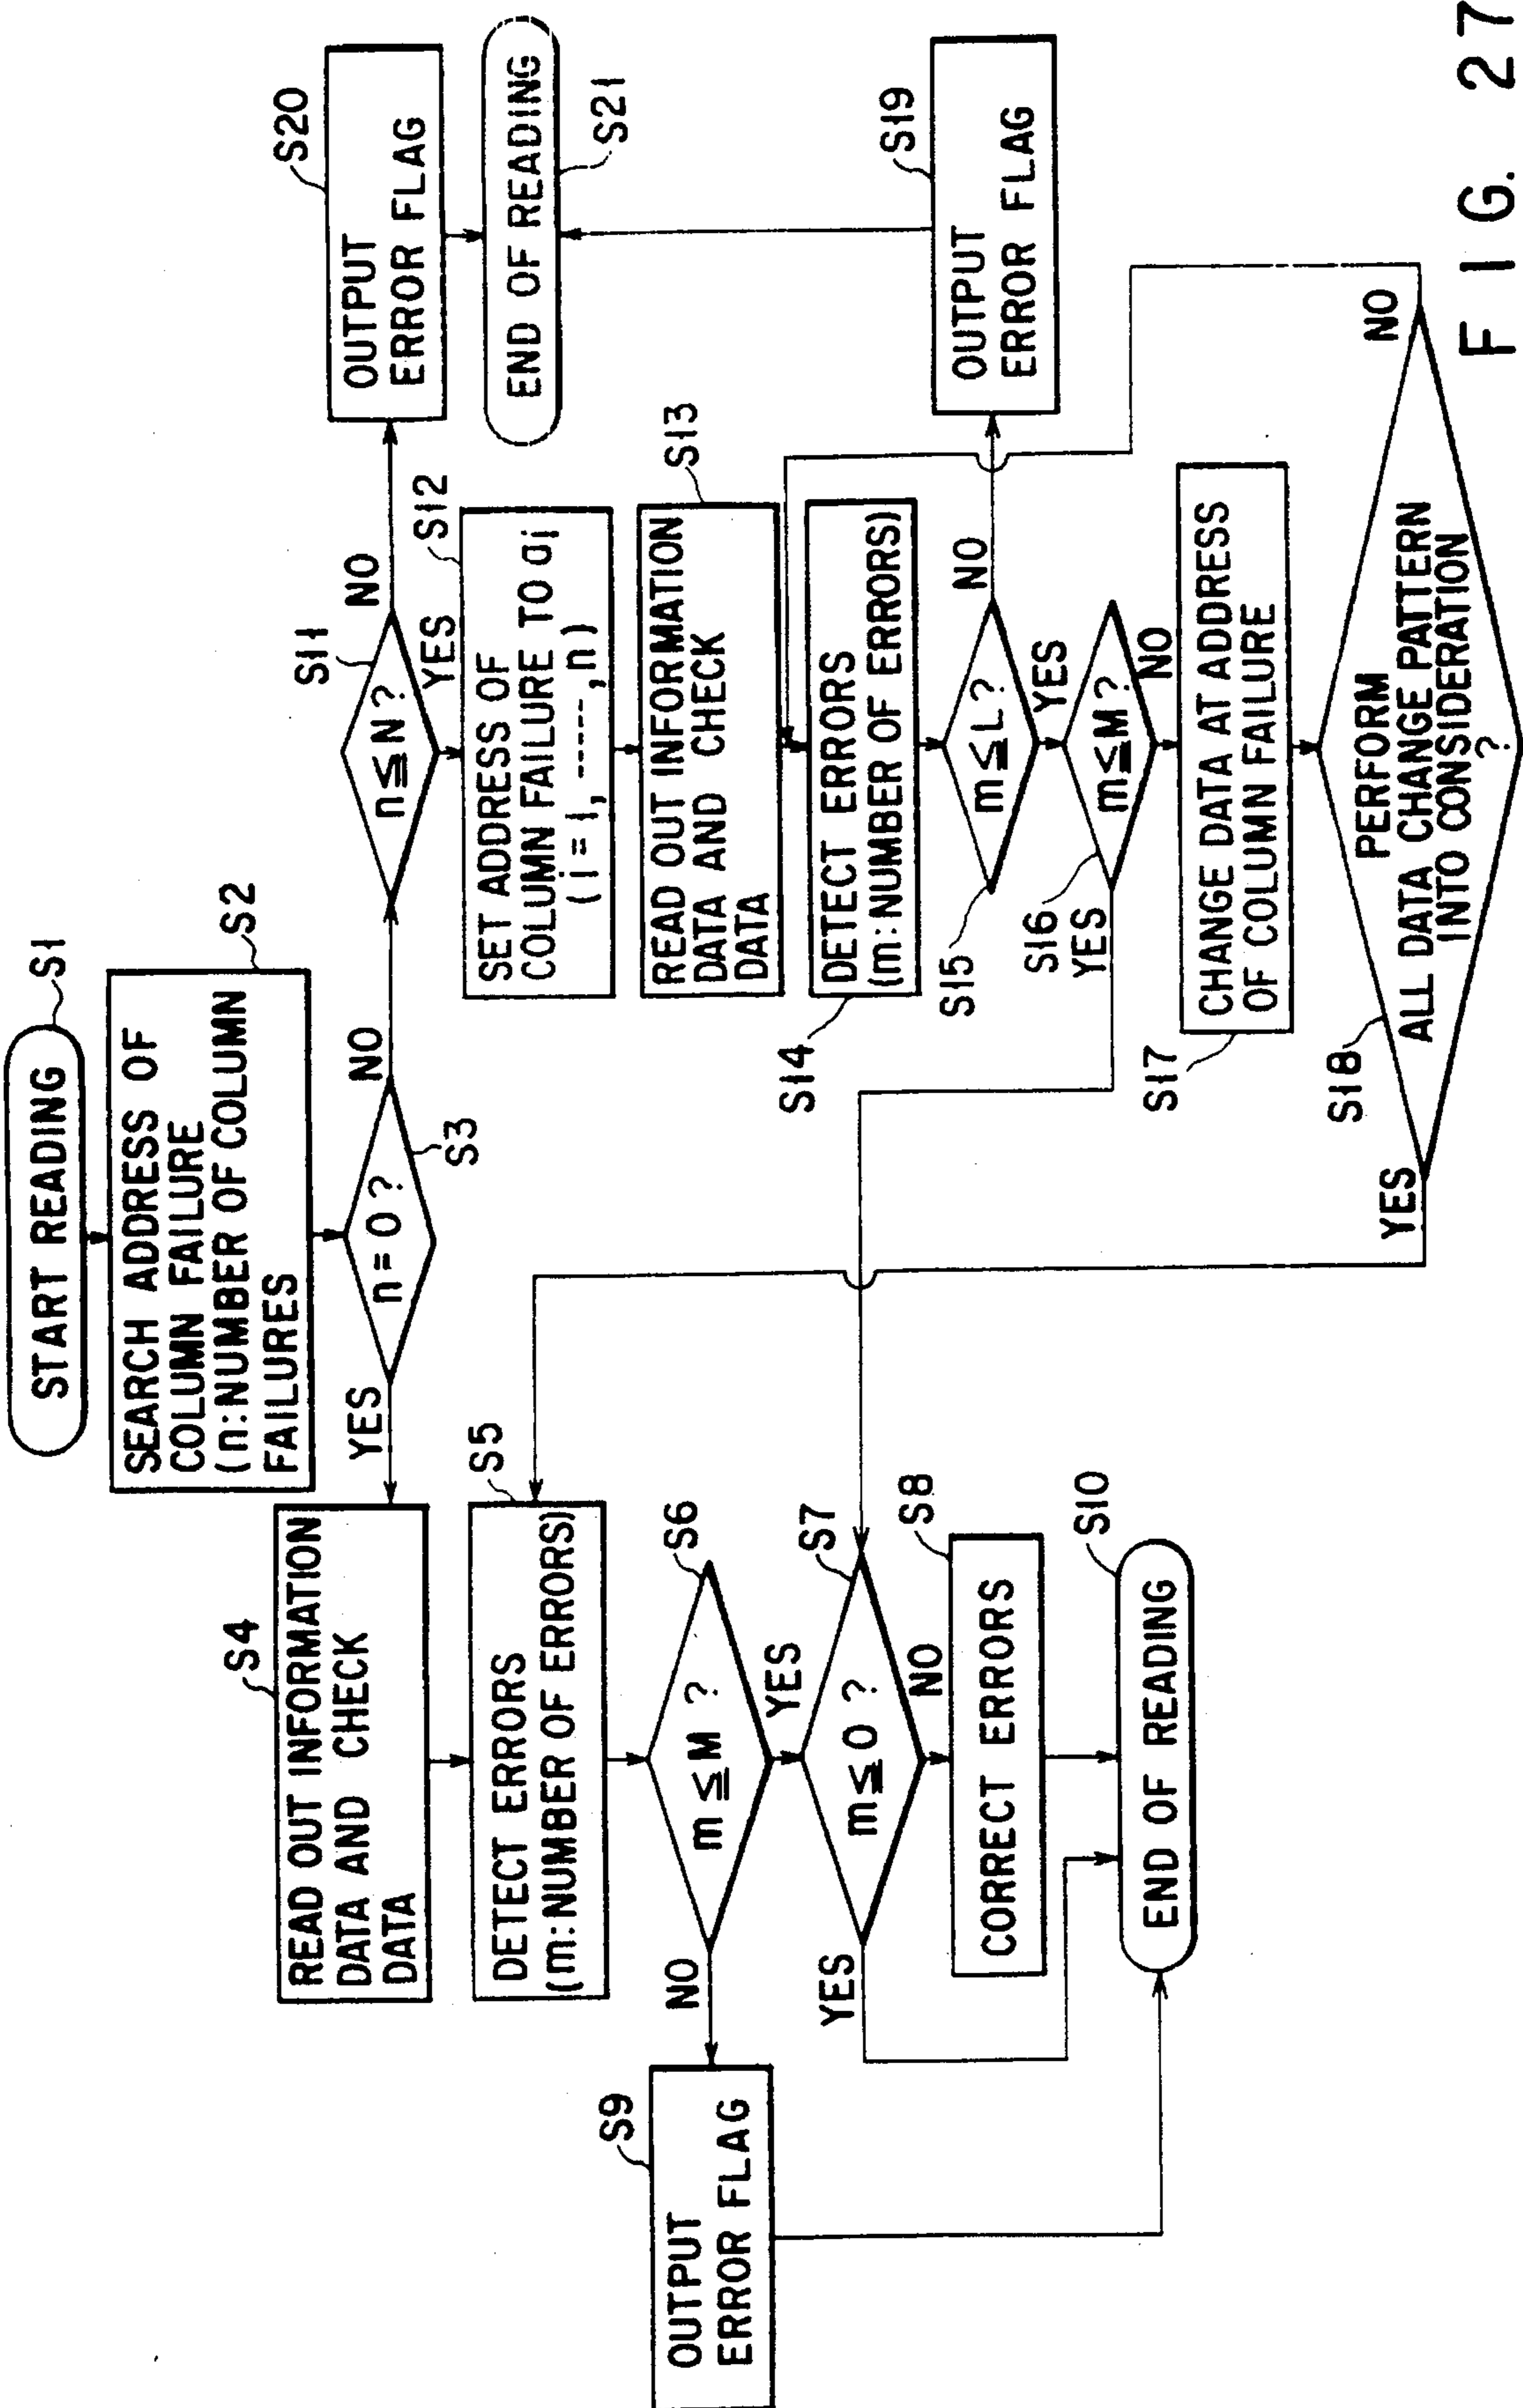 START READING
S1
SEARCH ADDRESS OF
COLUMN FAILURE
(n:NUMBER OF COLUMN
FAILURES
S2
n=0?
S3
YES
NO
S4
READ OUT INFORMATION
DATA AND CHECK
DATA
S5
DETECT ERRORS
(m:NUMBER OF ERRORS)
S6
m≦M?
NO
YES
S7
m≦0?
YES
NO
S8
CORRECT ERRORS
S9
OUTPUT
ERROR FLAG
S10
END OF READING
S11
n≦N?
NO
YES
S12
SET ADDRESS OF
COLUMN FAILURE TO ai
(i=1,------,n)
S13
READ OUT INFORMATION
DATA AND CHECK
DATA
S14
DETECT ERRORS
(m:NUMBER OF ERRORS)
S15
m≦L?
NO
YES
S16
m≦M?
YES
NO
S17
CHANGE DATA AT ADDRESS
OF COLUMN FAILURE
S18
PERFORM
ALL DATA CHANGE PATTERN
INTO CONSIDERATION
?
YES
NO
S19
OUTPUT
ERROR FLAG
S20
OUTPUT
ERROR FLAG
END OF READING
S21
FIG. 27